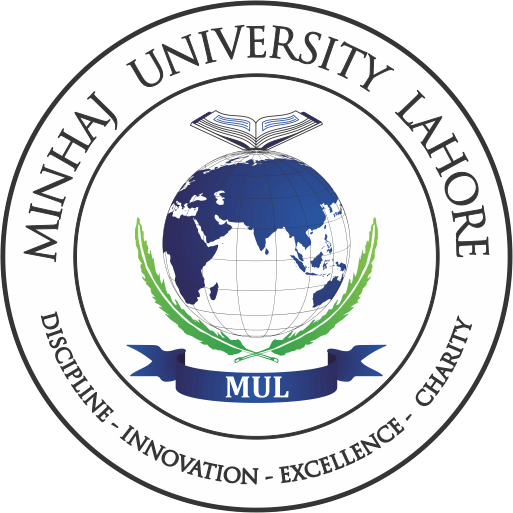 MINHAJ UNIVERSITY LAHORE
MUL
DISCIPLINE - INNOVATION - EXCELLENCE - CHARITY